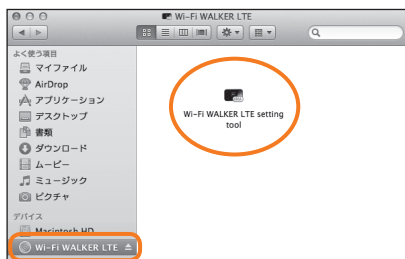 Wi-Fi WALKER LTE
よく使う項目
マイファイル
AirDrop
アプリケーション
デスクトップ
書類
ダウンロード
ムービー
ミュージック
ピクチャ
デバイス
Macintosh HD
Wi-Fi WALKER LTE
Wi-Fi WALKER LTE setting
tool